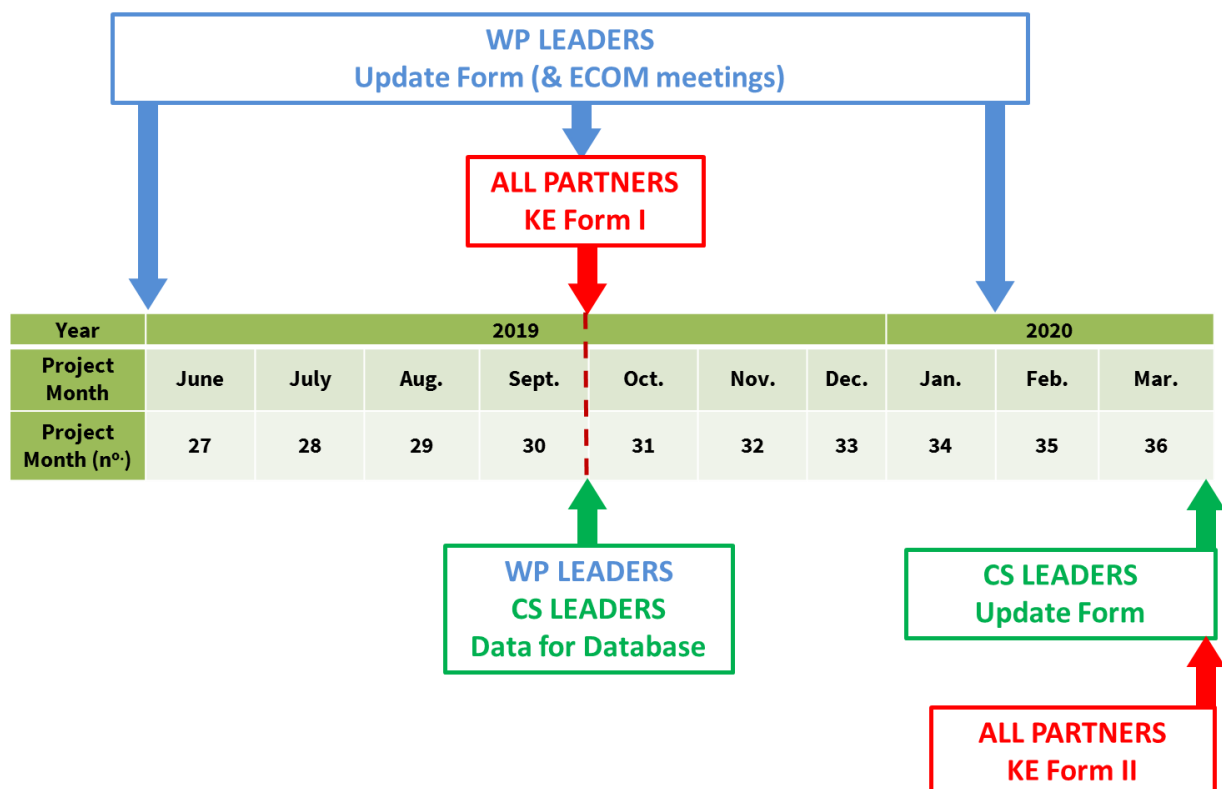 WP LEADERS
Update Form (& ECOM meetings)
ALL PARTNERS
KE Form I
Year 2019 2020
Project Month June July Aug. Sept. Oct. Nov. Dec. Jan. Feb. Mar.
Project Month (nº.) 27 28 29 30 31 32 33 34 35 36
WP LEADERS
CS LEADERS
Data for Database
CS LEADERS
Update Form
ALL PARTNERS
KE Form II